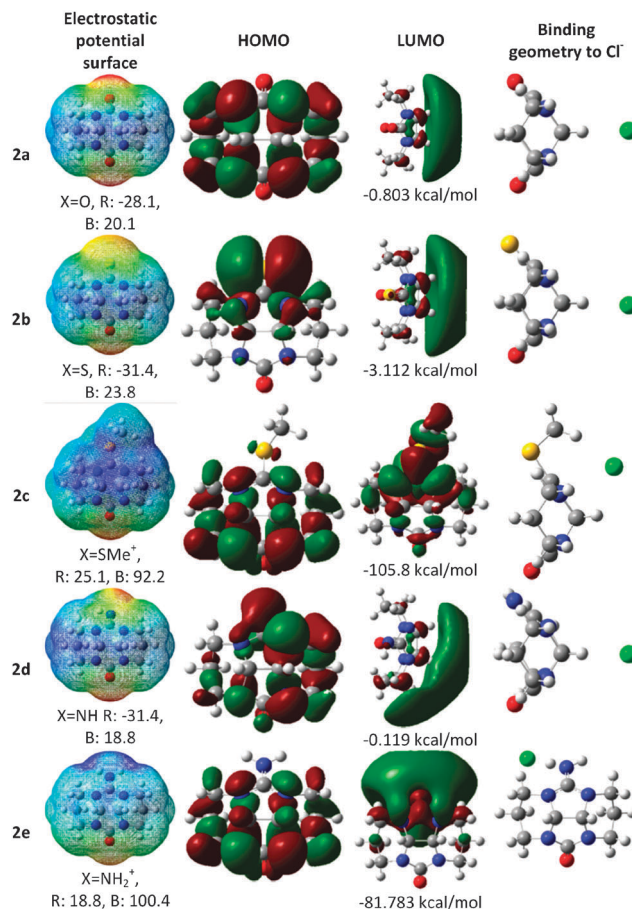 Electrostatic
potential
surface
HOMO
LUMO
Binding
geometry to Cl⁻
2a
X=O, R: -28.1,
B: 20.1
-0.803 kcal/mol
2b
X=S, R: -31.4,
B: 23.8
-3.112 kcal/mol
2c
X=SMe⁺,
R: 25.1, B: 92.2
-105.8 kcal/mol
2d
X=NH R: -31.4,
B: 18.8
-0.119 kcal/mol
2e
X=NH₂⁺,
R: 18.8, B: 100.4
-81.783 kcal/mol